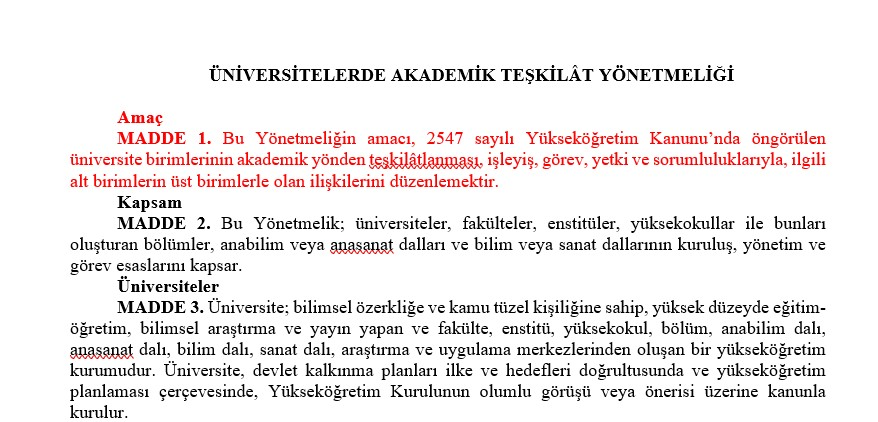 ÜNİVERSİTELERDE AKADEMİK TEŞKİLÂT YÖNETMELİĞİ
Amaç
MADDE 1. Bu Yönetmeliğin amacı, 2547 sayılı Yükseköğretim Kanunu’nda öngörülen
üniversite birimlerinin akademik yönden teşkilâtlanması, işleyiş, görev, yetki ve sorumluluklarıyla, ilgili
alt birimlerin üst birimlerle olan ilişkilerini düzenlemektir.
Kapsam
MADDE 2. Bu Yönetmelik; üniversiteler, fakülteler, enstitüler, yüksekokullar ile bunları
oluşturan bölümler, anabilim veya anasanat dalları ve bilim veya sanat dallarının kuruluş, yönetim ve
görev esaslarını kapsar.
Üniversiteler
MADDE 3. Üniversite; bilimsel özerkliğe ve kamu tüzel kişiliğine sahip, yüksek düzeyde eğitim-
öğretim, bilimsel araştırma ve yayın yapan ve fakülte, enstitü, yüksekokul, bölüm, anabilim dalı,
anasanat dalı, bilim dalı, sanat dalı, araştırma ve uygulama merkezlerinden oluşan bir yükseköğretim
kurumudur. Üniversite, devlet kalkınma planları ilke ve hedefleri doğrultusunda ve yükseköğretim
planlaması çerçevesinde, Yükseköğretim Kurulunun olumlu görüşü veya önerisi üzerine kanunla
kurulur.